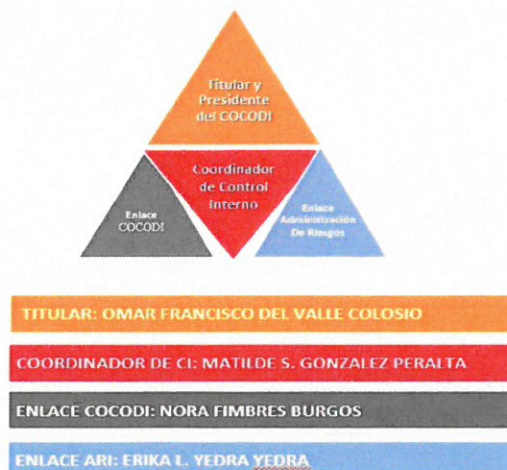 Titular y
Presidente
del COCODI
Coordinador
de Control
Interno
Enlace
COCODI
Enlace
Administración
De Riesgos
TITULAR: OMAR FRANCISCO DEL VALLE COLOSIO
COORDINADOR DE CI: MATILDE S. GONZALEZ PERALTA
ENLACE COCODI: NORA FIMBRES BURGOS
ENLACE ARI: ERIKA L. YEDRA YEDRA